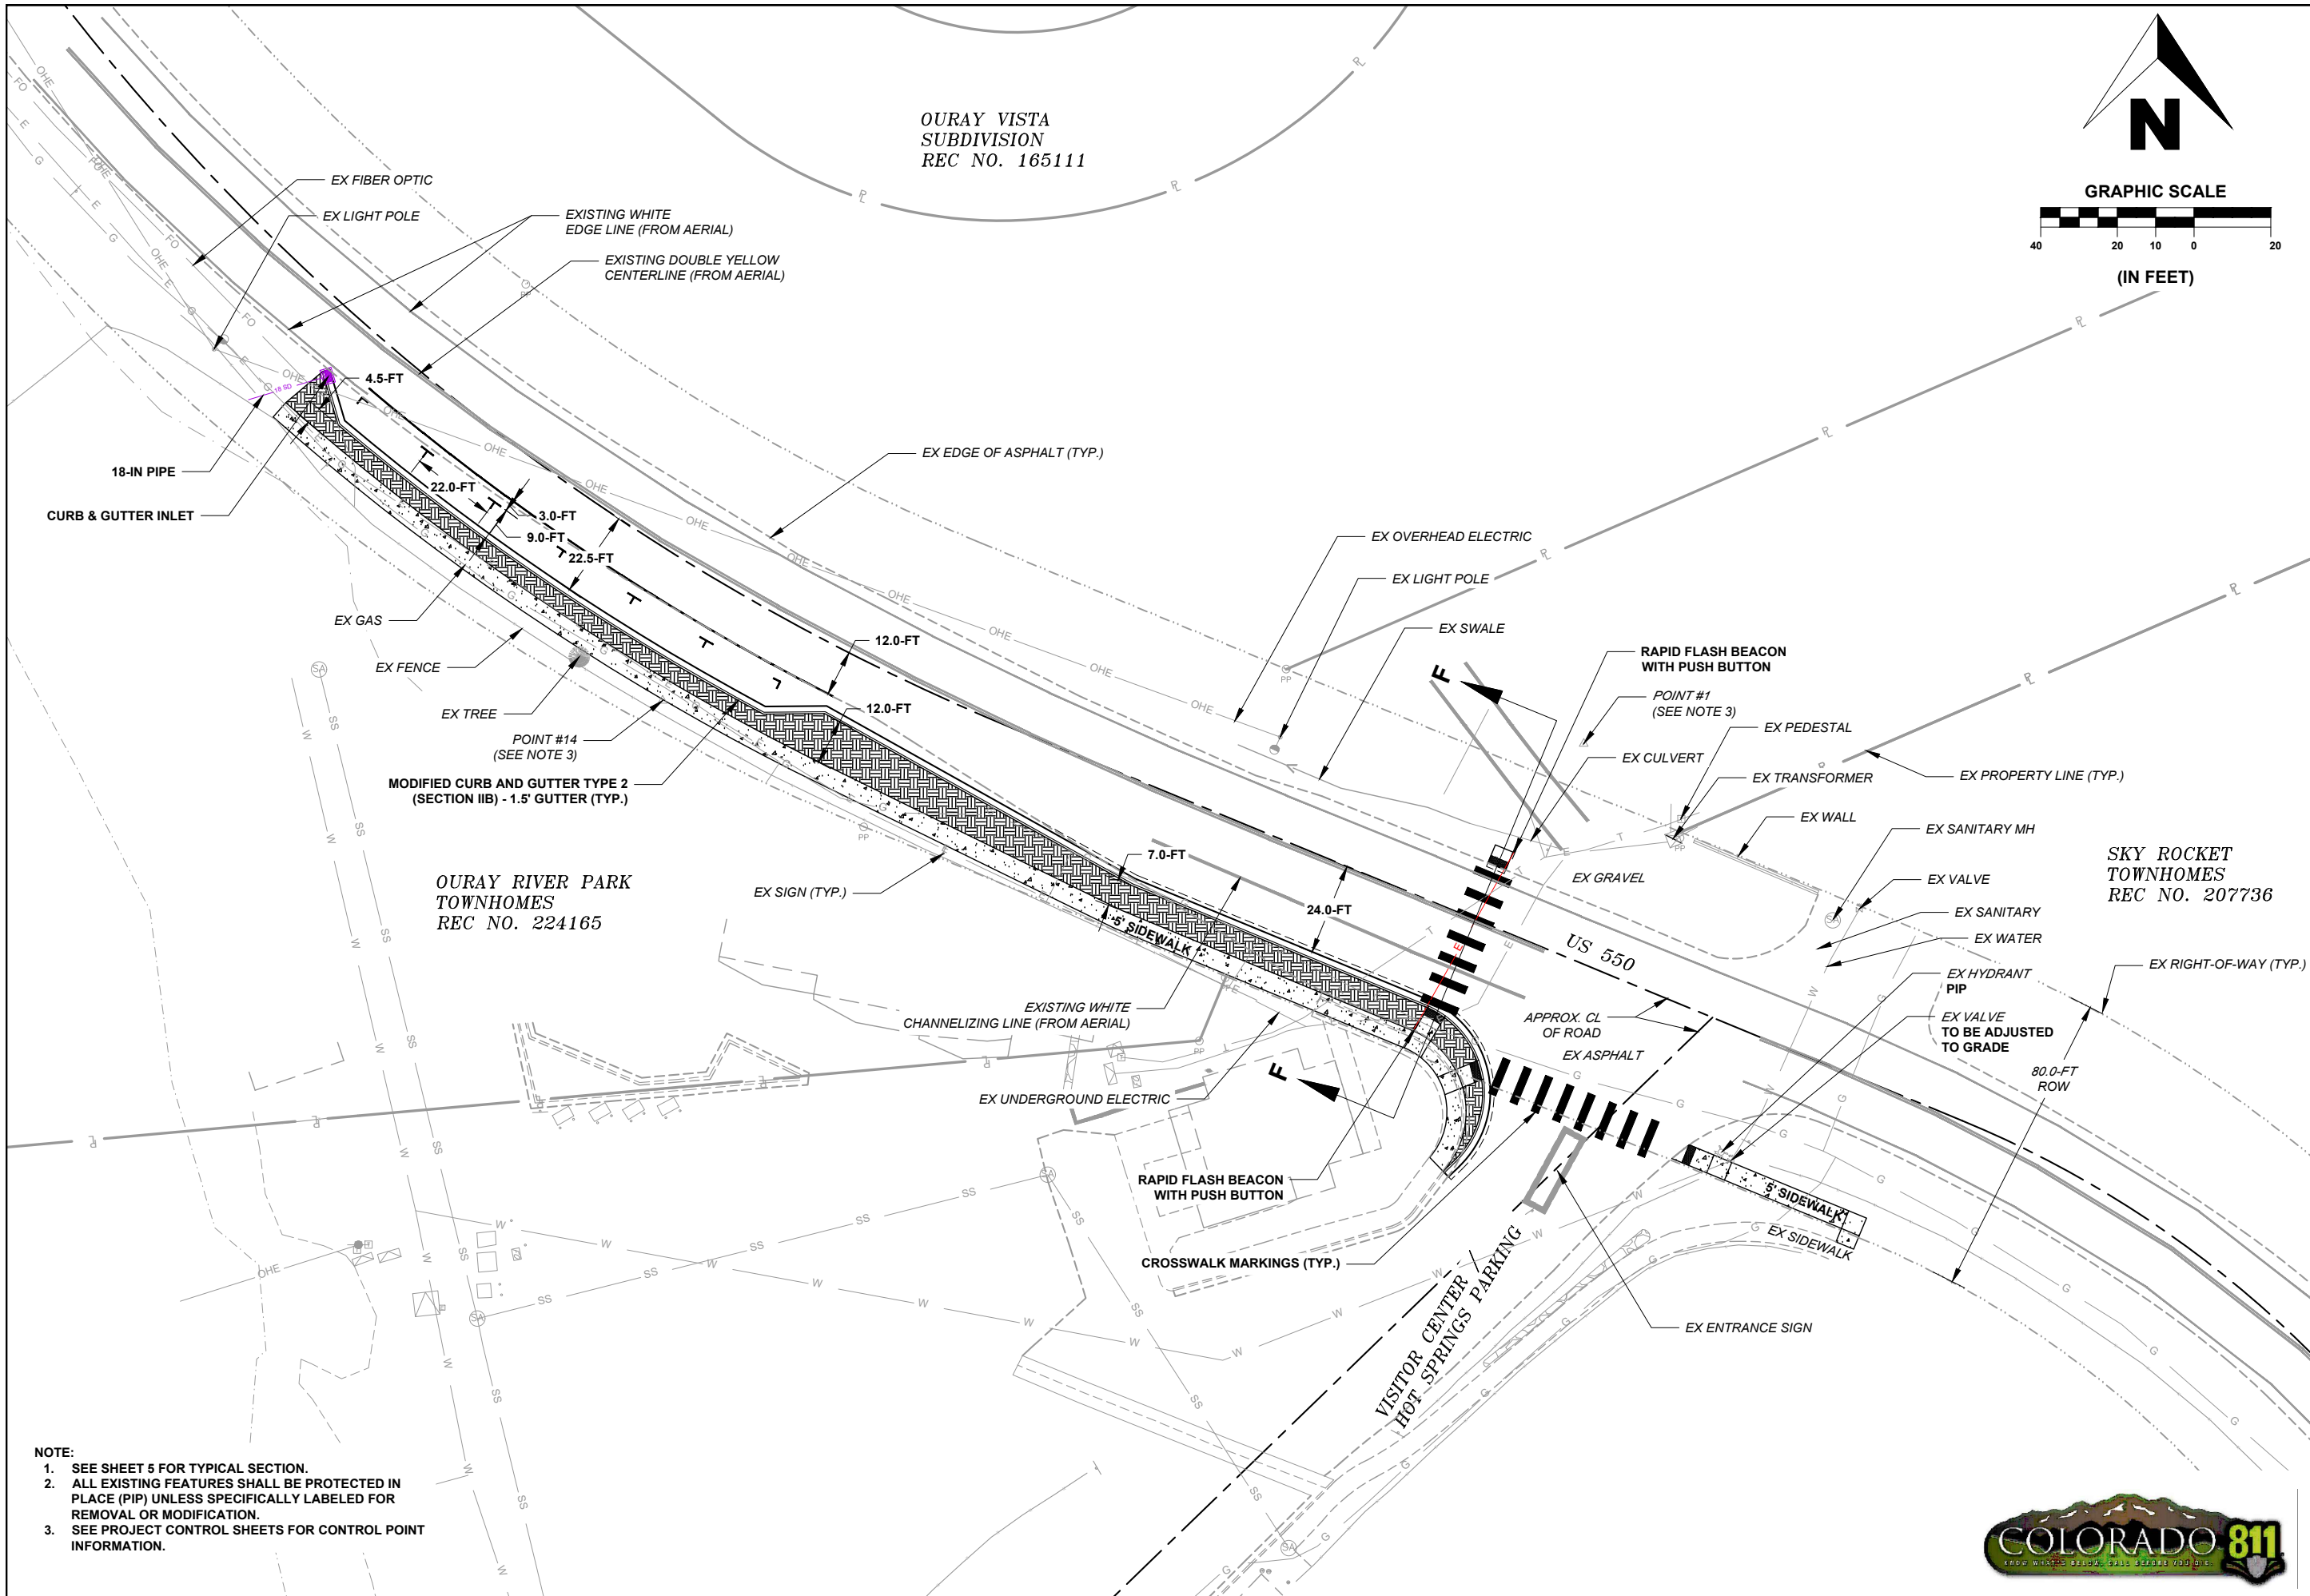 OURAY VISTA
SUBDIVISION
REC NO. 165111
N
GRAPHIC SCALE
40 20 10 0 20
(IN FEET)
EX FIBER OPTIC
EX LIGHT POLE
EXISTING WHITE
EDGE LINE (FROM AERIAL)
EXISTING DOUBLE YELLOW
CENTERLINE (FROM AERIAL)
4.5-FT
18 SD
18-IN PIPE
CURB & GUTTER INLET
22.0-FT
3.0-FT
9.0-FT
22.5-FT
EX EDGE OF ASPHALT (TYP.)
EX GAS
EX FENCE
EX TREE
POINT #14
(SEE NOTE 3)
MODIFIED CURB AND GUTTER TYPE 2
(SECTION IIB) - 1.5' GUTTER (TYP.)
12.0-FT
12.0-FT
EX OVERHEAD ELECTRIC
EX LIGHT POLE
EX SWALE
F
RAPID FLASH BEACON
WITH PUSH BUTTON
POINT #1
(SEE NOTE 3)
EX PEDESTAL
EX CULVERT
EX TRANSFORMER
EX PROPERTY LINE (TYP.)
EX WALL
EX SANITARY MH
EX VALVE
EX SANITARY
EX WATER
SKY ROCKET
TOWNHOMES
REC NO. 207736
EX GRAVEL
OURAY RIVER PARK
TOWNHOMES
REC NO. 224165
EX SIGN (TYP.)
7.0-FT
5' SIDEWALK
24.0-FT
US 550
EX HYDRANT
PIP
EX RIGHT-OF-WAY (TYP.)
EX VALVE
TO BE ADJUSTED
TO GRADE
80.0-FT
ROW
EXISTING WHITE
CHANNELIZING LINE (FROM AERIAL)
APPROX. CL
OF ROAD
EX ASPHALT
F
EX UNDERGROUND ELECTRIC
RAPID FLASH BEACON
WITH PUSH BUTTON
5' SIDEWALK
EX SIDEWALK
CROSSWALK MARKINGS (TYP.)
VISITOR CENTER /
HOT SPRINGS PARKING
EX ENTRANCE SIGN
NOTE:
1. SEE SHEET 5 FOR TYPICAL SECTION.
2. ALL EXISTING FEATURES SHALL BE PROTECTED IN
PLACE (PIP) UNLESS SPECIFICALLY LABELED FOR
REMOVAL OR MODIFICATION.
3. SEE PROJECT CONTROL SHEETS FOR CONTROL POINT
INFORMATION.
COLORADO 811
KNOW WHAT'S BELOW. CALL BEFORE YOU DIG.